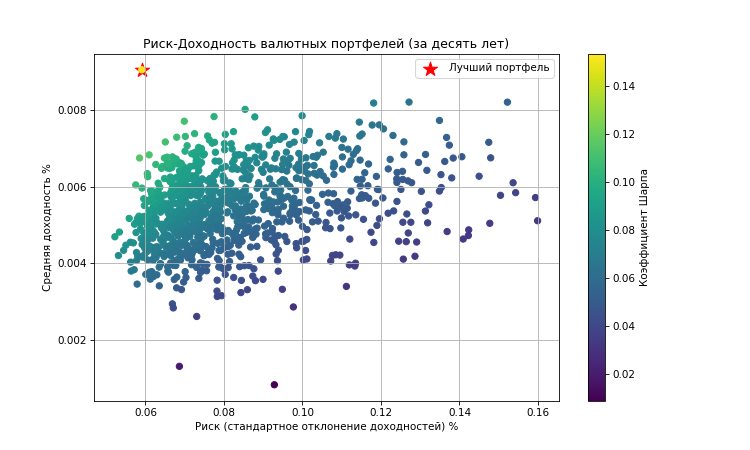 Риск-Доходность валютных портфелей (за десять лет)
Лучший портфель
0.008
0.006
0.004
0.002
Средняя доходность %
0.06 0.08 0.10 0.12 0.14 0.16
Риск (стандартное отклонение доходностей) %
0.14
0.12
0.10
0.08
0.06
0.04
0.02
Коэффициент Шарпа